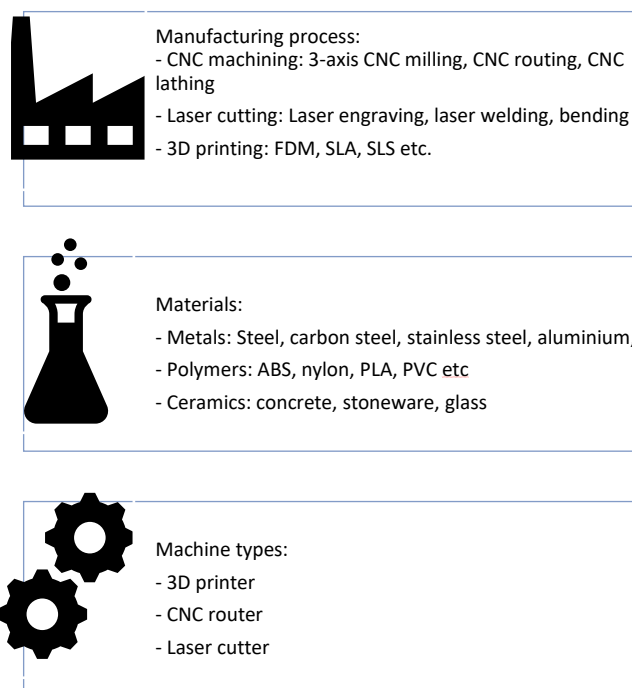 Manufacturing process:
- CNC machining: 3-axis CNC milling, CNC routing, CNC
lathing
- Laser cutting: Laser engraving, laser welding, bending
- 3D printing: FDM, SLA, SLS etc.
Materials:
- Metals: Steel, carbon steel, stainless steel, aluminium,
- Polymers: ABS, nylon, PLA, PVC etc
- Ceramics: concrete, stoneware, glass
Machine types:
- 3D printer
- CNC router
- Laser cutter